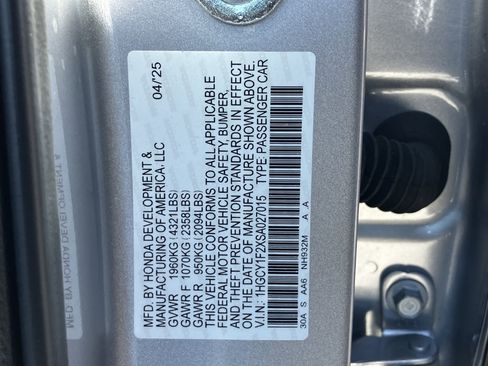 MFD. BY HONDA DEVELOPMENT & 04/'25
MANUFACTURING OF AMERICA, LLC
GVWR 1960KG (4321LBS)
GAWR F 1070KG (2358LBS)
GAWR R 950KG (2094LBS)
THIS VEHICLE CONFORMS TO ALL APPLICABLE
FEDERAL MOTOR VEHICLE SAFETY, BUMPER,
AND THEFT PREVENTION STANDARDS IN EFFECT
ON THE DATE OF MANUFACTURE SHOWN ABOVE.
V.I.N.: 1HGCY1F2XSA027015 TYPE: PASSENGER CAR
30A S AA6 NH932M A A